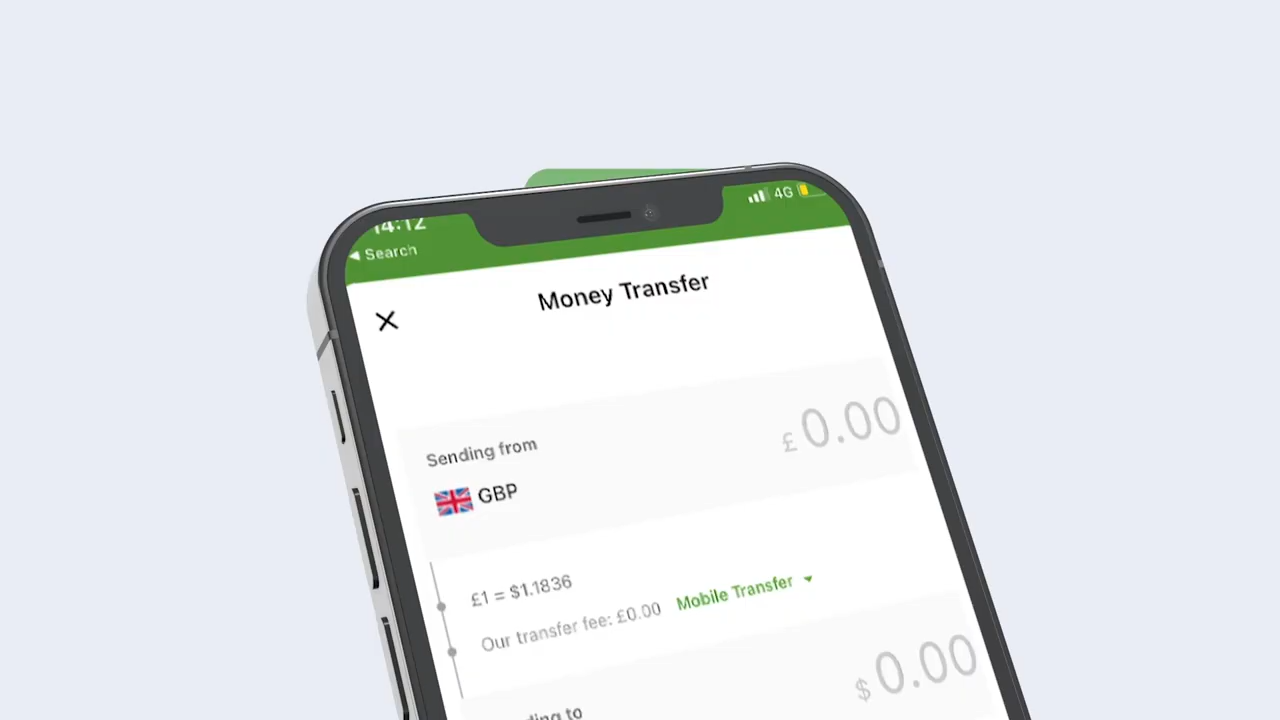 14:12
4G
◀ Search
Money Transfer
Sending from
£ 0.00
GBP
£1 = $1.1836
Our transfer fee: £0.00 Mobile Transfer
$ 0.00
to